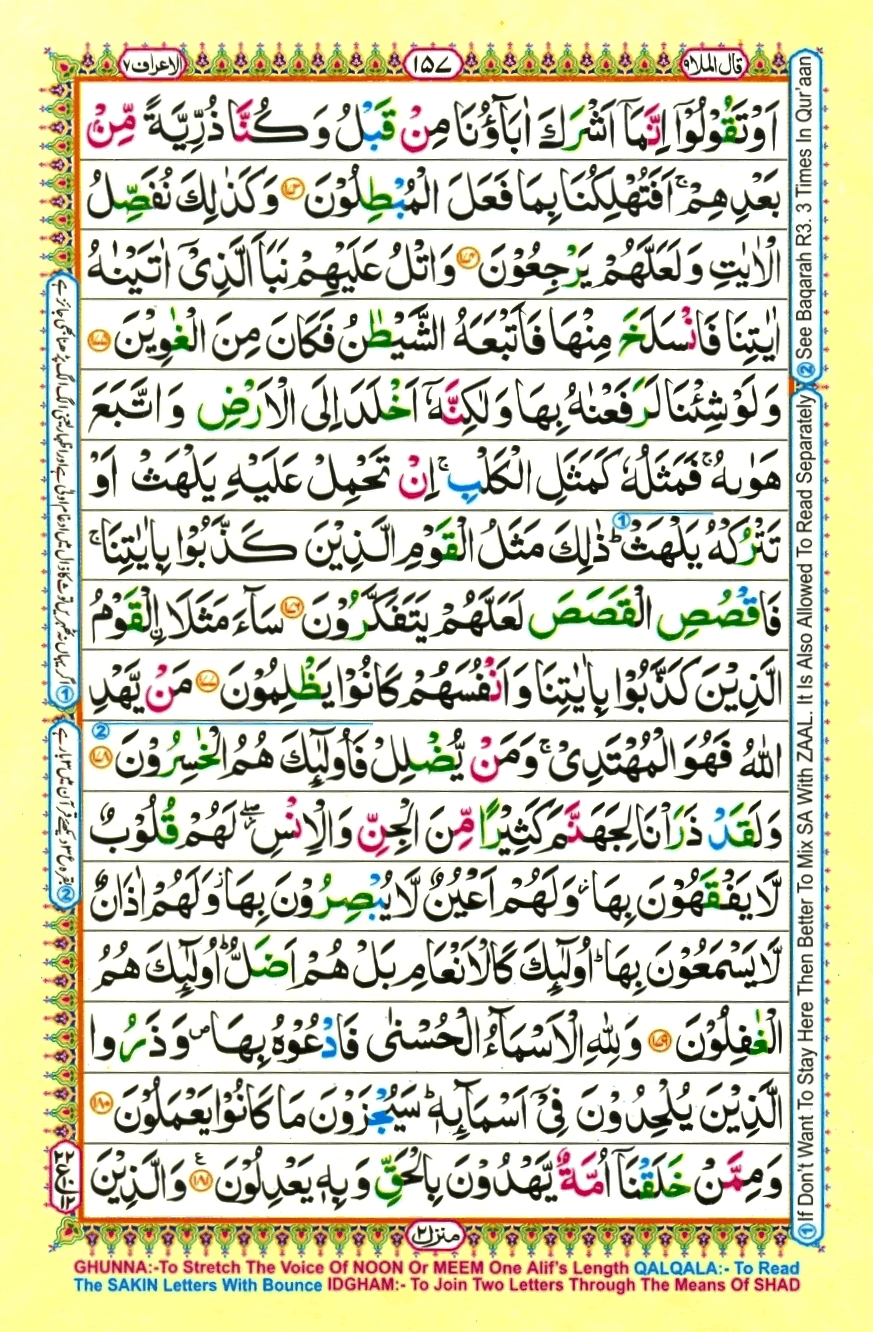 قال الملا ٩
١٥٧
الاعراف ٧
اَوْ تَقُوْلُوْٓا اِنَّمَاۤ اَشْرَكَ اٰبَآؤُنَا مِنْ قَبْلُ وَ كُنَّا ذُرِّيَّةً مِّنْۢ
بَعْدِهِمْ ۚ اَفَتُهْلِكُنَا بِمَا فَعَلَ الْمُبْطِلُوْنَ ۝١٧٣ وَكَذٰلِكَ نُفَصِّلُ
الْاٰيٰتِ وَ لَعَلَّهُمْ يَرْجِعُوْنَ ۝١٧٤ وَاتْلُ عَلَيْهِمْ نَبَاَ الَّذِيْۤ اٰتَيْنٰهُ
اٰيٰتِنَا فَانْسَلَخَ مِنْهَا فَاَتْبَعَهُ الشَّيْطٰنُ فَكَانَ مِنَ الْغٰوِيْنَ ۝١٧٥
وَ لَوْ شِئْنَا لَرَفَعْنٰهُ بِهَا وَلٰكِنَّهٗۤ اَخْلَدَ اِلَى الْاَرْضِ وَ اتَّبَعَ
هَوٰىهُ ۚ فَمَثَلُهٗ كَمَثَلِ الْكَلْبِ ۚ اِنْ تَحْمِلْ عَلَيْهِ يَلْهَثْ اَوْ
تَتْرُكْهُ يَلْهَثْ ؕ ذٰلِكَ مَثَلُ الْقَوْمِ الَّذِيْنَ كَذَّبُوْا بِاٰيٰتِنَا ۚ
فَاقْصُصِ الْقَصَصَ لَعَلَّهُمْ يَتَفَكَّرُوْنَ ۝١٧٦ سَآءَ مَثَلَا ۨالْقَوْمُ
الَّذِيْنَ كَذَّبُوْا بِاٰيٰتِنَا وَ اَنْفُسَهُمْ كَانُوْا يَظْلِمُوْنَ ۝١٧٧ مَنْ يَّهْدِ
اللّٰهُ فَهُوَ الْمُهْتَدِيْ ۚ وَمَنْ يُّضْلِلْ فَاُولٰٓئِكَ هُمُ الْخٰسِرُوْنَ ۝١٧٨
وَلَقَدْ ذَرَاْنَا لِجَهَنَّمَ كَثِيْرًا مِّنَ الْجِنِّ وَالْاِنْسِ ۖ لَهُمْ قُلُوْبٌ
لَّا يَفْقَهُوْنَ بِهَا ؗ وَلَهُمْ اَعْيُنٌ لَّا يُبْصِرُوْنَ بِهَا ؗ وَلَهُمْ اٰذَانٌ
لَّا يَسْمَعُوْنَ بِهَا ؕ اُولٰٓئِكَ كَالْاَنْعَامِ بَلْ هُمْ اَضَلُّ ؕ اُولٰٓئِكَ هُمُ
الْغٰفِلُوْنَ ۝١٧٩ وَ لِلّٰهِ الْاَسْمَآءُ الْحُسْنٰى فَادْعُوْهُ بِهَا ۪ وَ ذَرُوا
الَّذِيْنَ يُلْحِدُوْنَ فِيْۤ اَسْمَآئِهٖ ؕ سَيُجْزَوْنَ مَا كَانُوْا يَعْمَلُوْنَ ۝١٨٠
وَ مِمَّنْ خَلَقْنَاۤ اُمَّةٌ يَّهْدُوْنَ بِالْحَقِّ وَ بِهٖ يَعْدِلُوْنَ ۝١٨١ وَالَّذِيْنَ
② See Baqarah R3. 3 Times In Qur'aan
① If Don't Want To Stay Here Then Better To Mix SA With ZAAL. It Is Also Allowed To Read Separately
منزل ٢
GHUNNA:-To Stretch The Voice Of NOON Or MEEM One Alif's Length QALQALA:- To Read
The SAKIN Letters With Bounce IDGHAM:- To Join Two Letters Through The Means Of SHAD